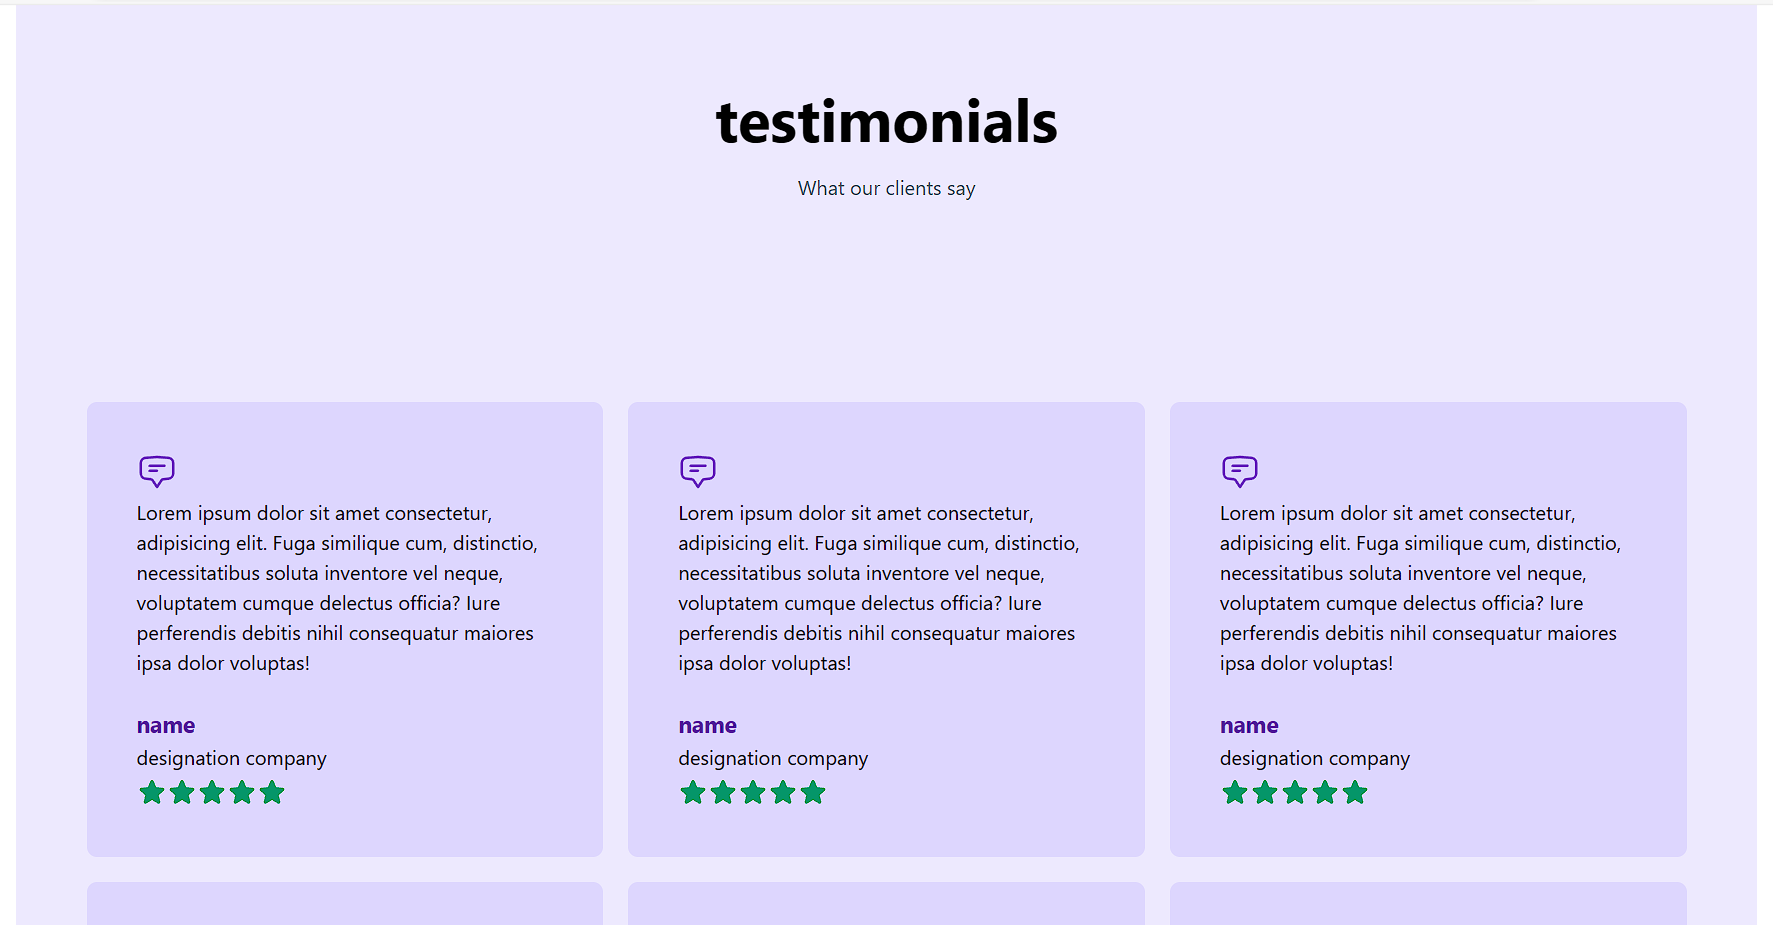 testimonials
What our clients say
Lorem ipsum dolor sit amet consectetur,
adipisicing elit. Fuga similique cum, distinctio,
necessitatibus soluta inventore vel neque,
voluptatem cumque delectus officia? Iure
perferendis debitis nihil consequatur maiores
ipsa dolor voluptas!
name
designation company
Lorem ipsum dolor sit amet consectetur,
adipisicing elit. Fuga similique cum, distinctio,
necessitatibus soluta inventore vel neque,
voluptatem cumque delectus officia? Iure
perferendis debitis nihil consequatur maiores
ipsa dolor voluptas!
name
designation company
Lorem ipsum dolor sit amet consectetur,
adipisicing elit. Fuga similique cum, distinctio,
necessitatibus soluta inventore vel neque,
voluptatem cumque delectus officia? Iure
perferendis debitis nihil consequatur maiores
ipsa dolor voluptas!
name
designation company